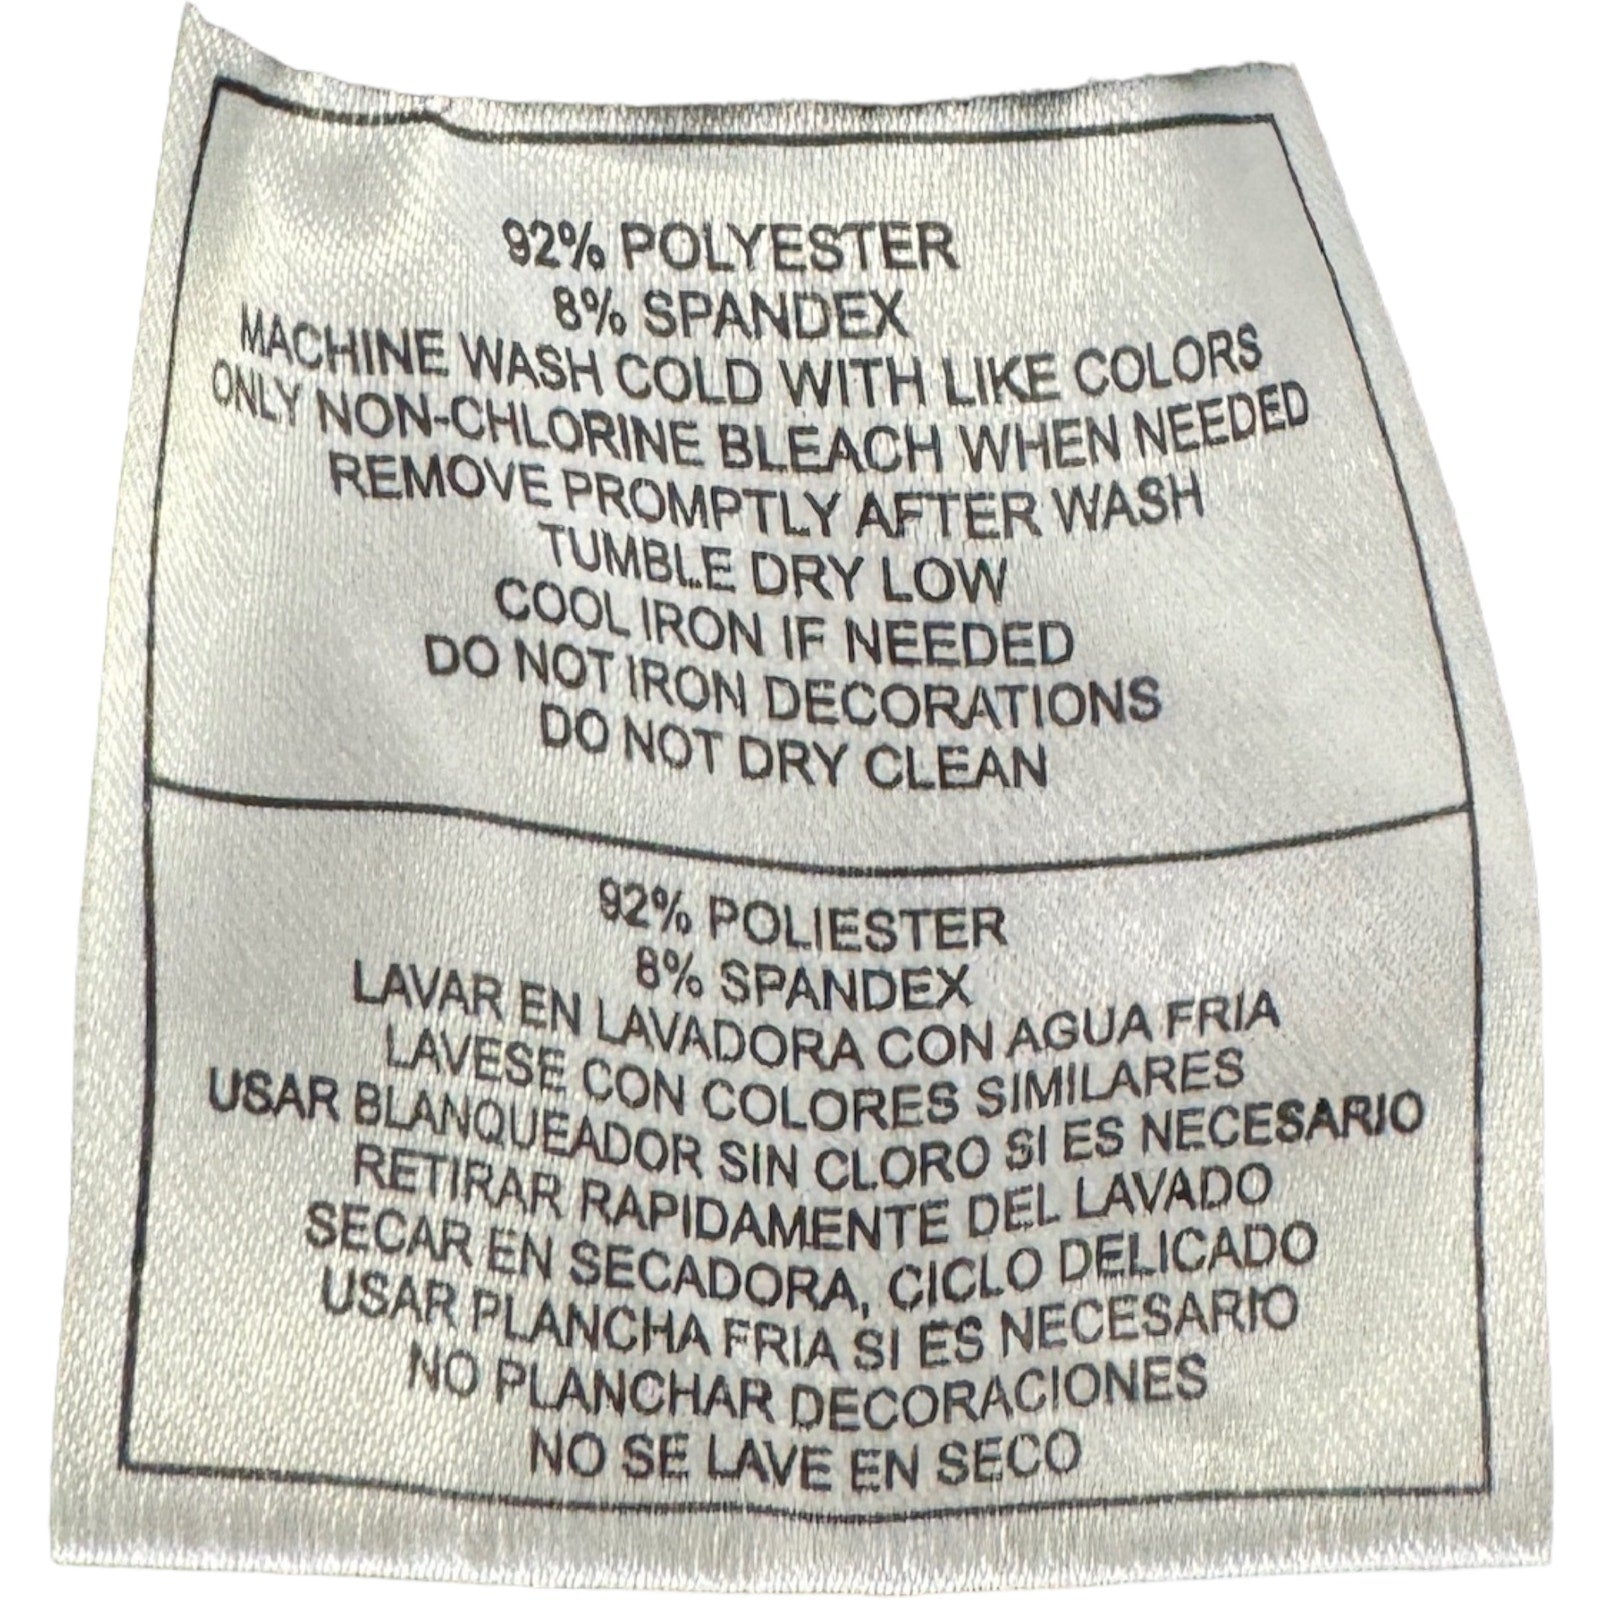 92% POLYESTER
8% SPANDEX
MACHINE WASH COLD WITH LIKE COLORS
ONLY NON-CHLORINE BLEACH WHEN NEEDED
REMOVE PROMPTLY AFTER WASH
TUMBLE DRY LOW
COOL IRON IF NEEDED
DO NOT IRON DECORATIONS
DO NOT DRY CLEAN
92% POLIESTER
8% SPANDEX
LAVAR EN LAVADORA CON AGUA FRIA
LAVESE CON COLORES SIMILARES
USAR BLANQUEADOR SIN CLORO SI ES NECESARIO
RETIRAR RAPIDAMENTE DEL LAVADO
SECAR EN SECADORA, CICLO DELICADO
USAR PLANCHA FRIA SI ES NECESARIO
NO PLANCHAR DECORACIONES
NO SE LAVE EN SECO